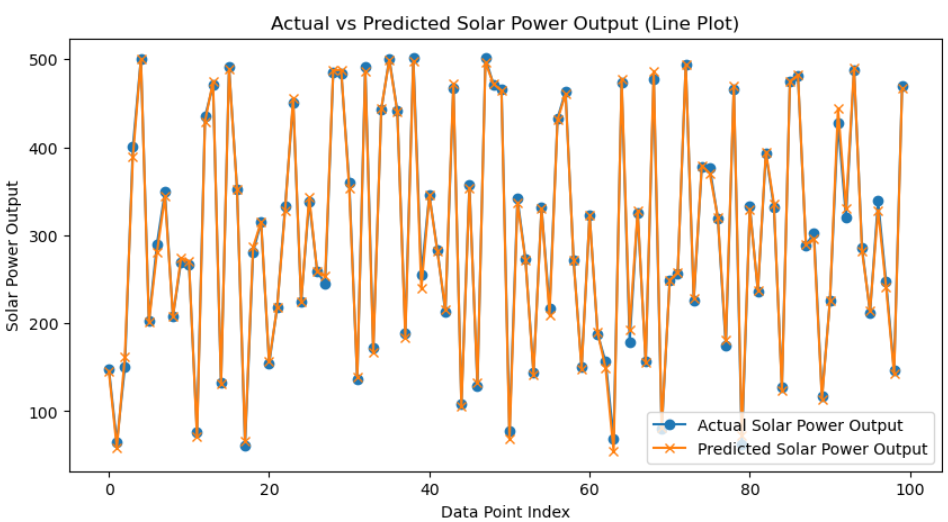 Actual vs Predicted Solar Power Output (Line Plot)
500
400
300
200
100
Solar Power Output
Actual Solar Power Output
Predicted Solar Power Output
0 20 40 60 80 100
Data Point Index